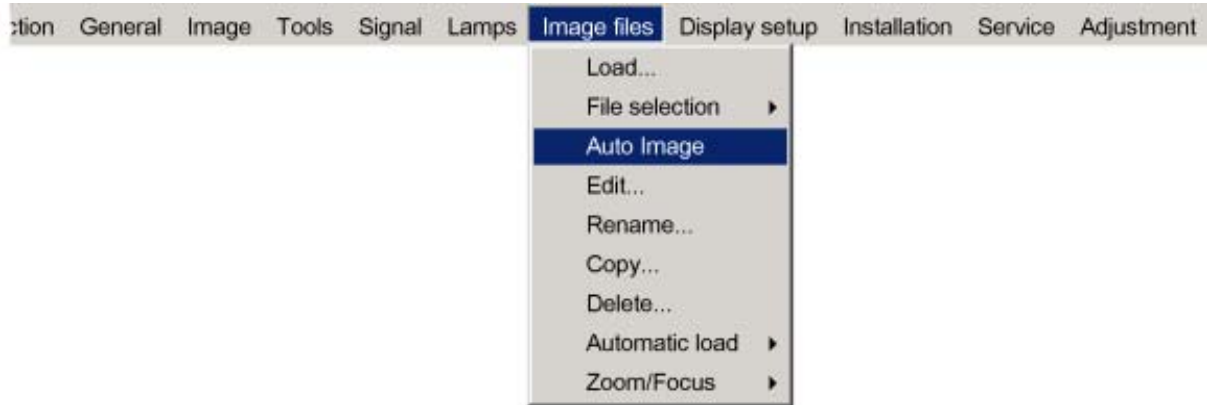 General Image Tools Signal Lamps Image files Display setup Installation Service Adjustment
Load...
File selection
Auto Image
Edit...
Rename...
Copy...
Delete...
Automatic load
Zoom/Focus